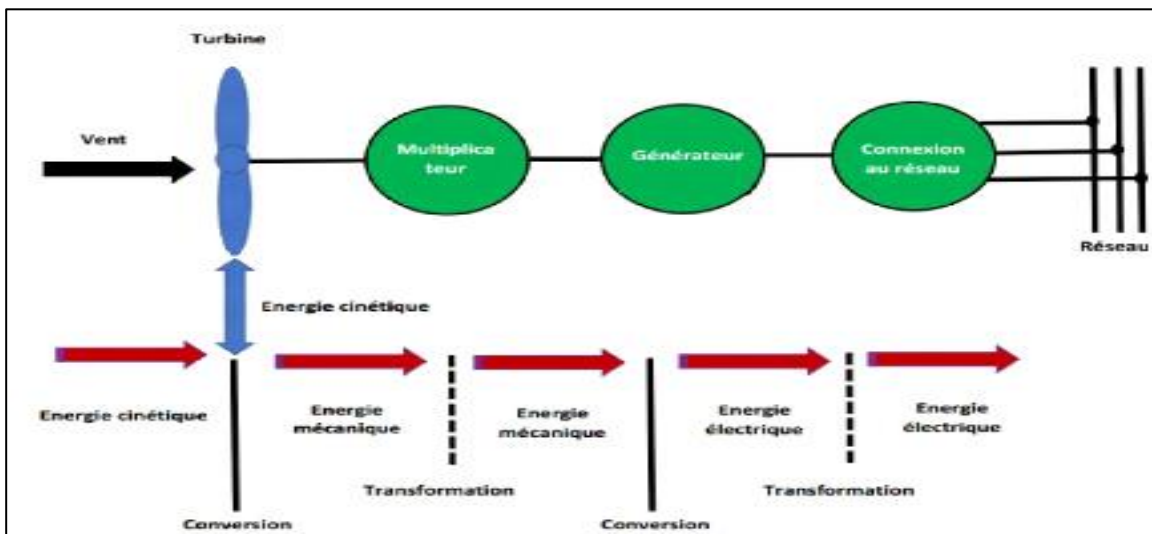 Turbine
Vent
Multiplica
teur
Générateur
Connexion
au réseau
Réseau
Energie cinétique
Energie cinétique
Energie
mécanique
Energie
mécanique
Energie
électrique
Energie
électrique
Transformation
Transformation
Conversion
Conversion